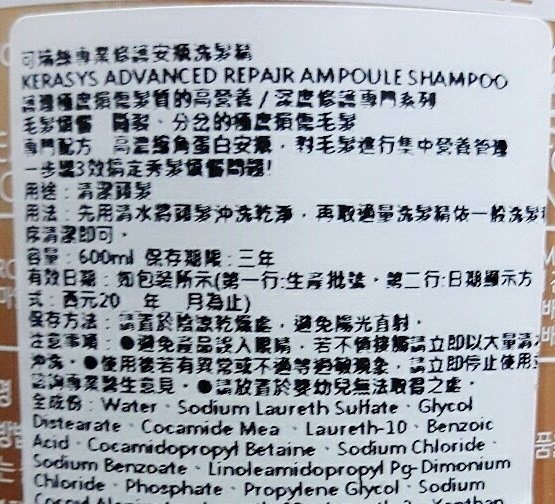 可瑞絲專業修護安瓶洗髮精
KERASYS ADVANCED REPAIR AMPOULE SHAMPOO
護理極度損傷髮質的高營養／深度修護專門系列
毛髮煩惱 開裂、分岔的極度損傷毛髮
專門配方 高濃縮角蛋白安瓶，對毛髮進行集中營養管理
一步驟3效搞定秀髮煩惱問題!
用途：清潔頭髮
用法：先用清水將頭髮沖洗乾淨，再取適量洗髮精依一般洗髮
序清潔即可。
容量：600ml 保存期限：三年
有效日期：如包裝所示(第一行:生產批號，第二行:日期顯示方
式：西元20 年 月為止)
保存方法：請置於陰涼乾燥處，避免陽光直射。
注意事項：●避免產品誤入眼睛，若不慎接觸請立即以大量清水
沖洗。●使用後若有異常或不適等過敏現象，請立即停止使用並
諮詢專業醫生意見。●請放置於嬰幼兒無法取得之處。
全成份：Water、Sodium Laureth Sulfate、Glycol
Distearate、Cocamide Mea、Laureth-10、Benzoic
Acid、Cocamidopropyl Betaine、Sodium Chloride、
Sodium Benzoate、Linoleamidopropyl Pg-Dimonium
Chloride、Phosphate、Propylene Glycol、Sodium